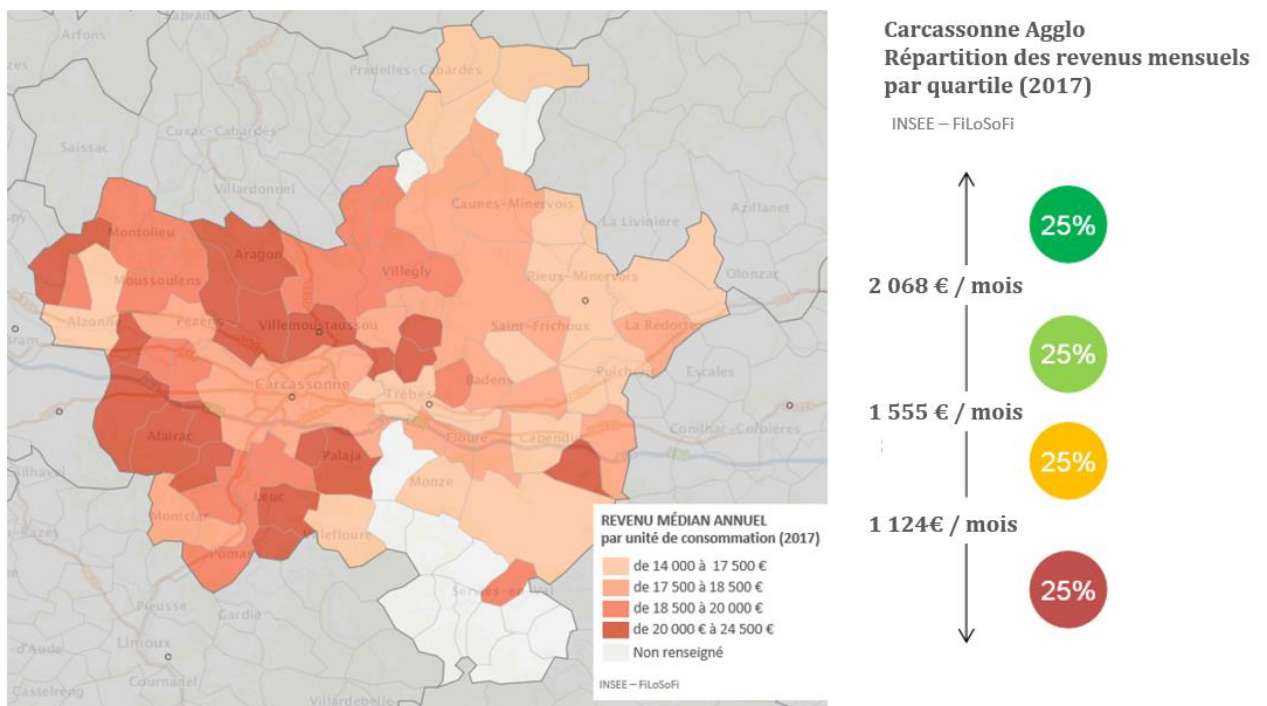 Arfons
Pradelles-Cabardès
Cuxac-Cabardès
Saissac
Villardonnel
Caunes-Minervois
La Livinière
Azillanet
Montolieu
Aragon
Moussoulens
Villegly
Rieux-Minervois
Olonzac
Alzonne
Pezens
Villemoustaussou
Saint-Frichoux
La Redorte
Bram
Escales
Carcassonne
Badens
Puichéric
Trèbes
Alairac
Floure
Capendu
Conilhac-Corbières
Palaja
Monze
Leuc
Montclar
Villefloure
Pomas
Servies-en-Val
Pieusse
Gardie
Limoux
d'Aude
Cournanel
Castelreng
Villardebelle
REVENU MÉDIAN ANNUEL
par unité de consommation (2017)
de 14 000 à 17 500 €
de 17 500 à 18 500 €
de 18 500 à 20 000 €
de 20 000 € à 24 500 €
Non renseigné
INSEE – FiLoSoFi
Carcassonne Agglo
Répartition des revenus mensuels
par quartile (2017)
INSEE – FiLoSoFi
25%
2 068 € / mois
25%
1 555 € / mois
25%
1 124€ / mois
25%